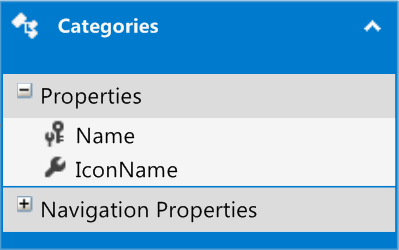 Categories
Properties
Name
IconName
Navigation Properties